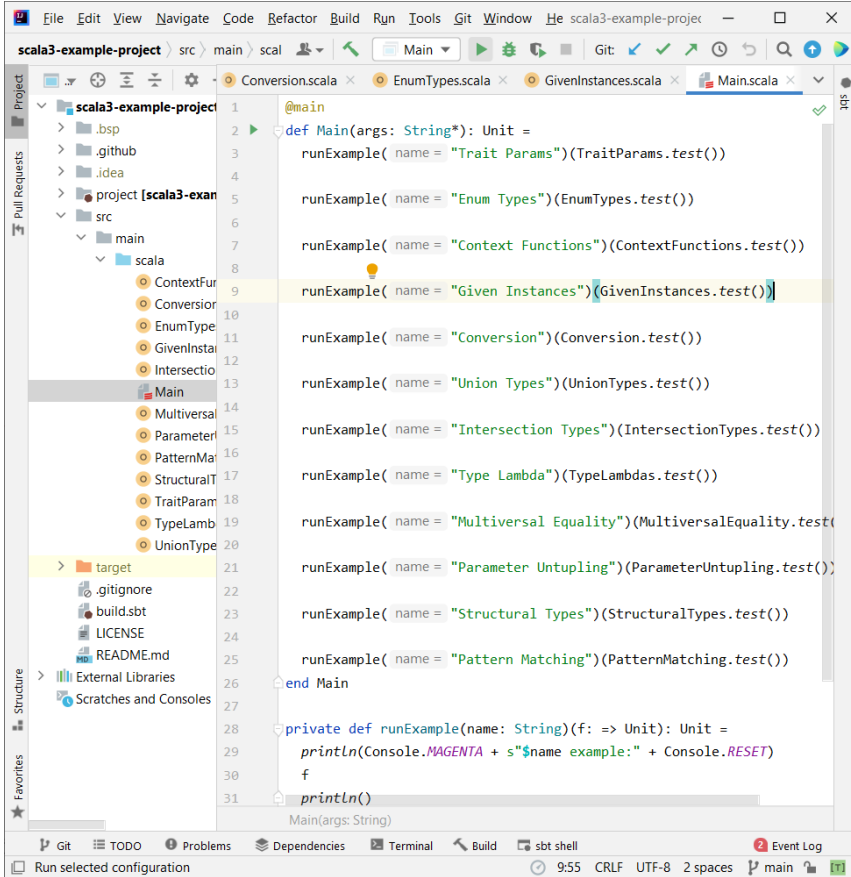 File Edit View Navigate Code Refactor Build Run Tools Git Window He scala3-example-projec
scala3-example-project src main scal Main Git:
Project
Pull Requests
Structure
Favorites
sbt
Conversion.scala EnumTypes.scala GivenInstances.scala Main.scala
scala3-example-project
.bsp
.github
.idea
project [scala3-exan
src
main
scala
ContextFur
Conversior
EnumType
GivenInsta
Intersectio
Main
Multiversal
Parameter
PatternMat
StructuralT
TraitParam
TypeLamb
UnionType
target
.gitignore
build.sbt
LICENSE
README.md
External Libraries
Scratches and Consoles
1 @main
2 def Main(args: String*): Unit =
3 runExample( name = "Trait Params")(TraitParams.test())
4
5 runExample( name = "Enum Types")(EnumTypes.test())
6
7 runExample( name = "Context Functions")(ContextFunctions.test())
8
9 runExample( name = "Given Instances")(GivenInstances.test())
10
11 runExample( name = "Conversion")(Conversion.test())
12
13 runExample( name = "Union Types")(UnionTypes.test())
14
15 runExample( name = "Intersection Types")(IntersectionTypes.test())
16
17 runExample( name = "Type Lambda")(TypeLambdas.test())
18
19 runExample( name = "Multiversal Equality")(MultiversalEquality.test(
20
21 runExample( name = "Parameter Untupling")(ParameterUntupling.test())
22
23 runExample( name = "Structural Types")(StructuralTypes.test())
24
25 runExample( name = "Pattern Matching")(PatternMatching.test())
26 end Main
27
28 private def runExample(name: String)(f: => Unit): Unit =
29 println(Console.MAGENTA + s"$name example:" + Console.RESET)
30 f
31 println()
Main(args: String)
Git TODO Problems Dependencies Terminal Build sbt shell 2 Event Log
Run selected configuration 9:55 CRLF UTF-8 2 spaces main [T]